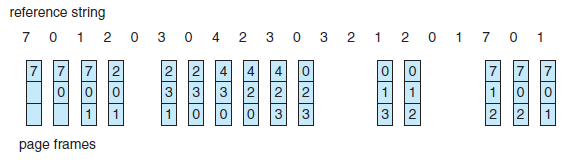 reference string
7 0 1 2 0 3 0 4 2 3 0 3 2 1 2 0 1 7 0 1
7 7 7 2 2 2 4 4 4 0 0 0 7 7 7
0 0 0 3 3 3 2 2 2 1 1 1 0 0
1 1 1 0 0 0 3 3 3 2 2 2 1
page frames